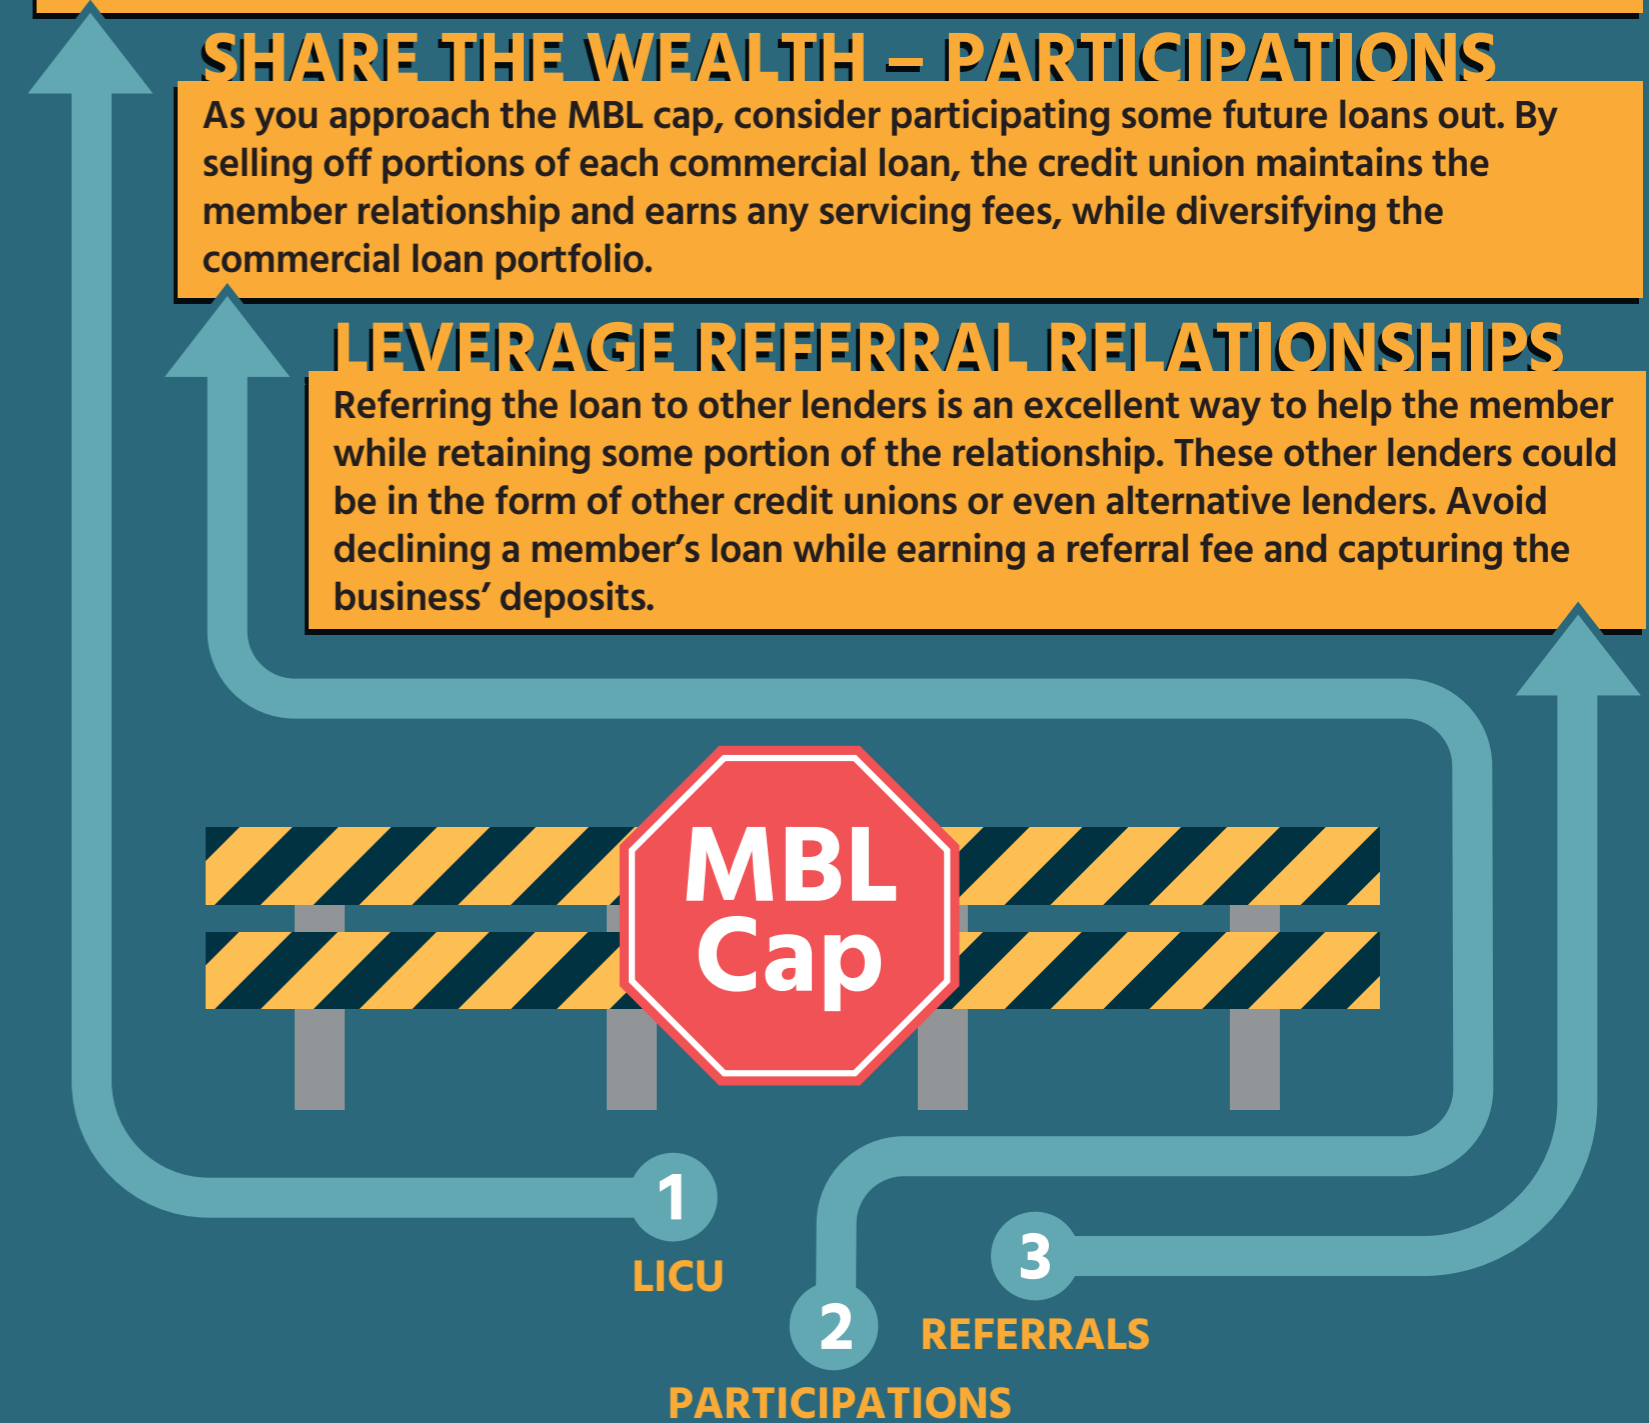 SHARE THE WEALTH – PARTICIPATIONS
As you approach the MBL cap, consider participating some future loans out. By
selling off portions of each commercial loan, the credit union maintains the
member relationship and earns any servicing fees, while diversifying the
commercial loan portfolio.
LEVERAGE REFERRAL RELATIONSHIPS
Referring the loan to other lenders is an excellent way to help the member
while retaining some portion of the relationship. These other lenders could
be in the form of other credit unions or even alternative lenders. Avoid
declining a member’s loan while earning a referral fee and capturing the
business’ deposits.
MBL
Cap
1
LICU
3
REFERRALS
2
PARTICIPATIONS